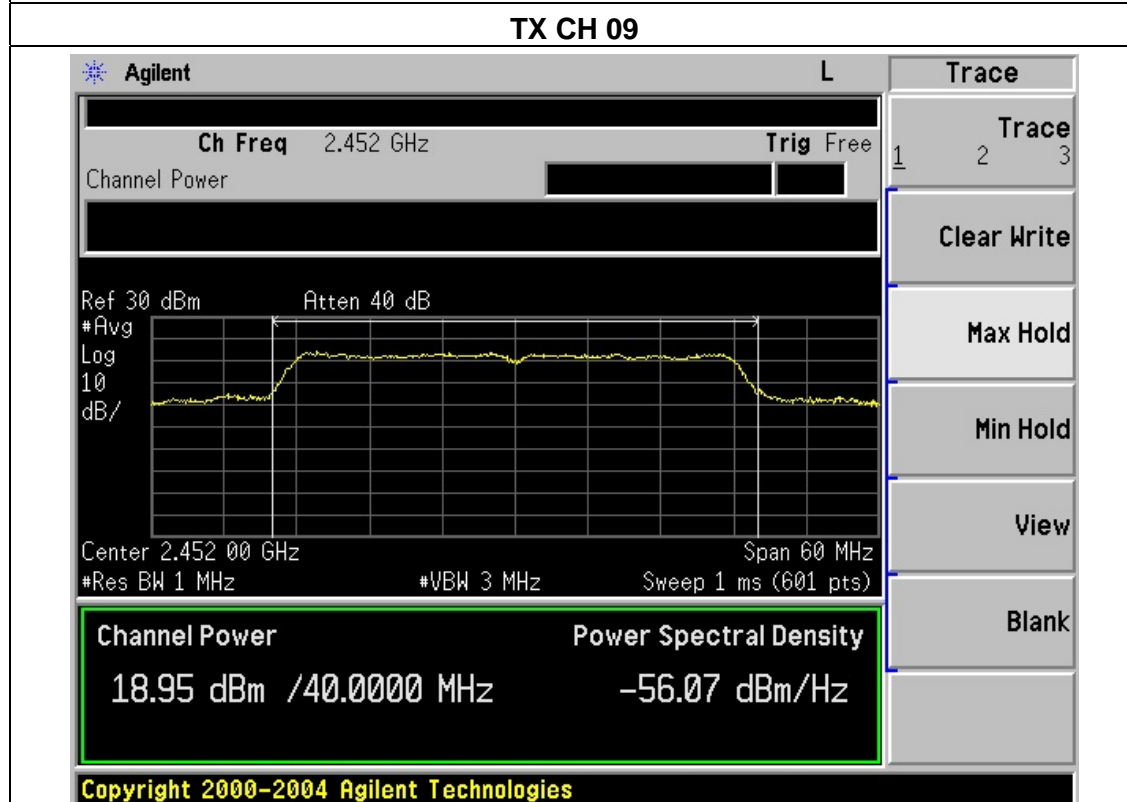 TX CH 09
Agilent L Trace
Ch Freq 2.452 GHz Trig Free
Channel Power
Trace
1 2 3
Clear Write
Max Hold
Min Hold
View
Blank
Ref 30 dBm Atten 40 dB
#Avg
Log
10
dB/
Center 2.452 00 GHz Span 60 MHz
#Res BW 1 MHz #VBW 3 MHz Sweep 1 ms (601 pts)
Channel Power Power Spectral Density
18.95 dBm /40.0000 MHz -56.07 dBm/Hz
Copyright 2000-2004 Agilent Technologies